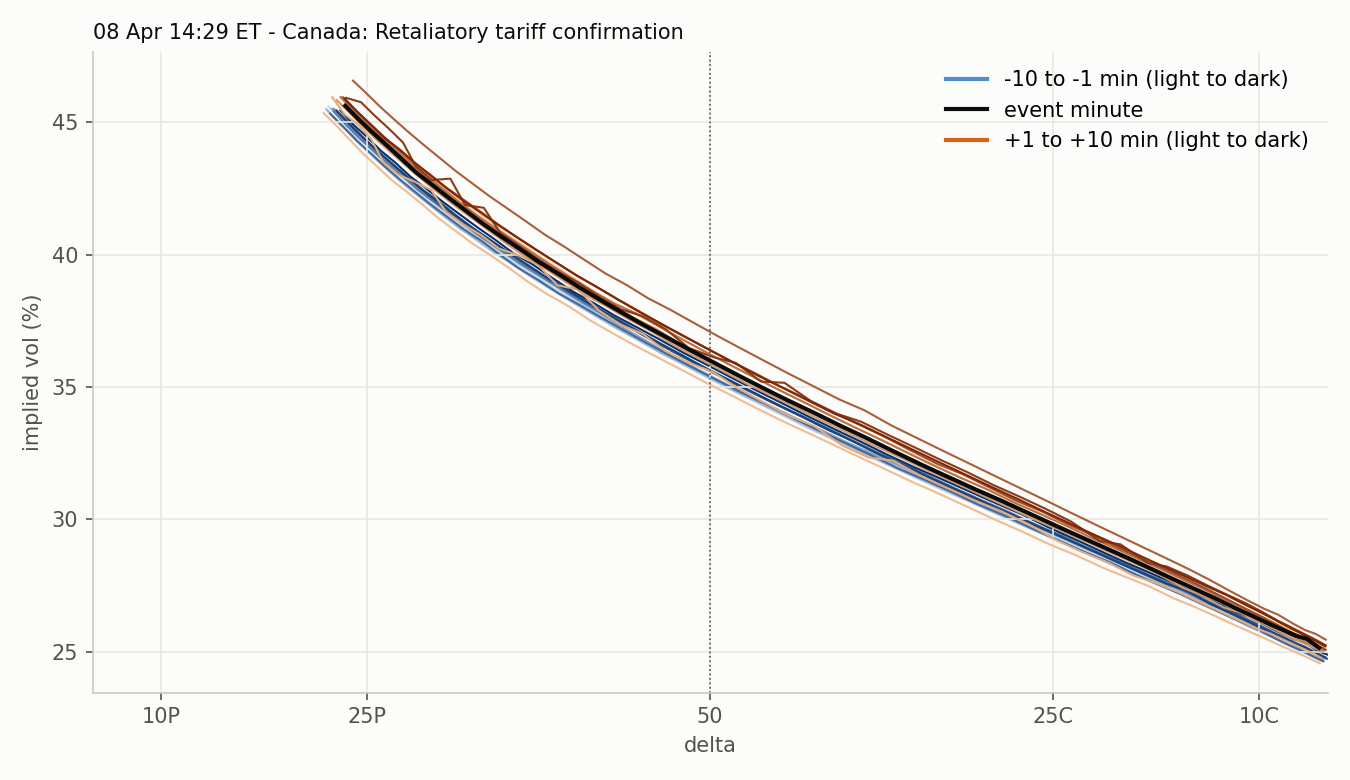 08 Apr 14:29 ET - Canada: Retaliatory tariff confirmation
-10 to -1 min (light to dark)
event minute
+1 to +10 min (light to dark)
implied vol (%)
45
40
35
30
25
10P
25P
50
25C
10C
delta